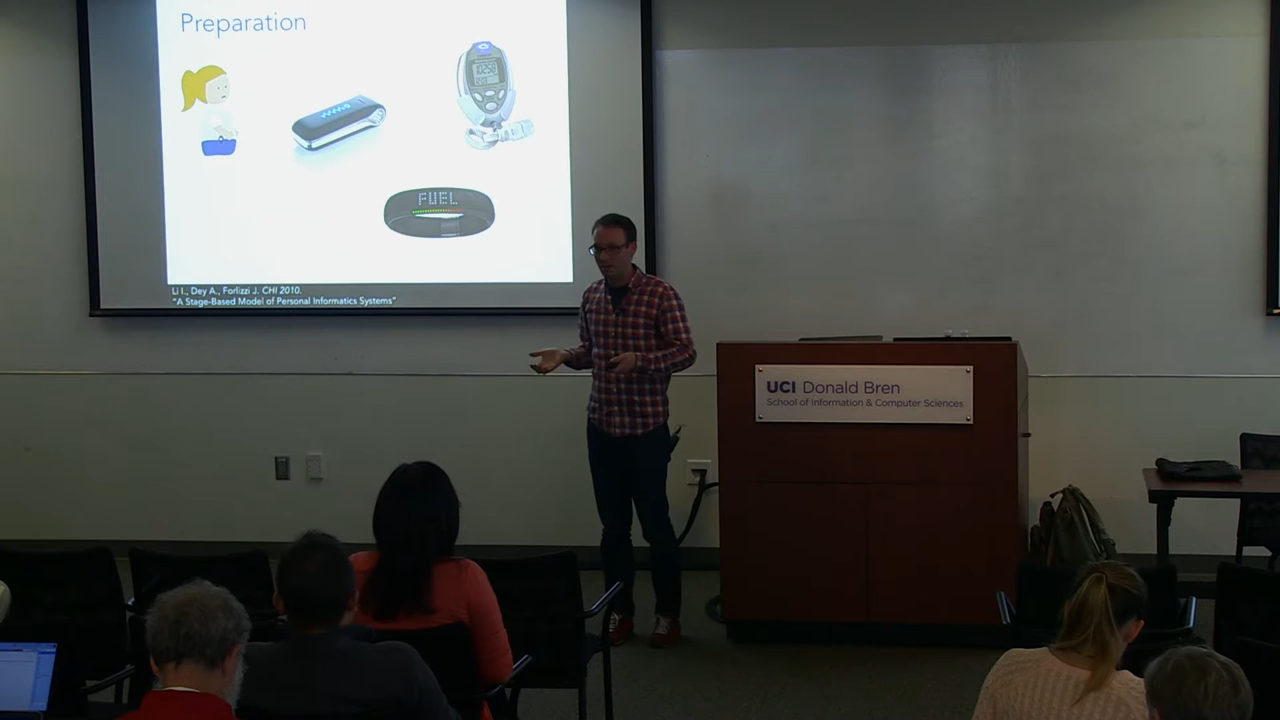 Preparation
FUEL
Li I., Dey A., Forlizzi J. CHI 2010.
"A Stage-Based Model of Personal Informatics Systems"
UCI Donald Bren
School of Information & Computer Sciences